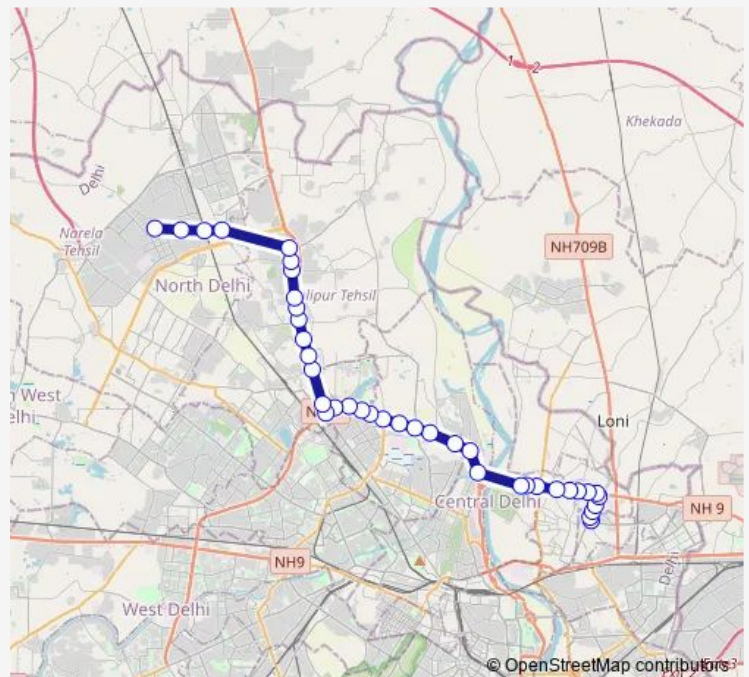 1
2
Khekada
Delhi
Narela
Tehsil
NH709B
North Delhi
lipur Tehsil
h West
elhi
Loni
Central Delhi
NH 9
NH9
Delhi
West Delhi
© OpenStreetMap contributors